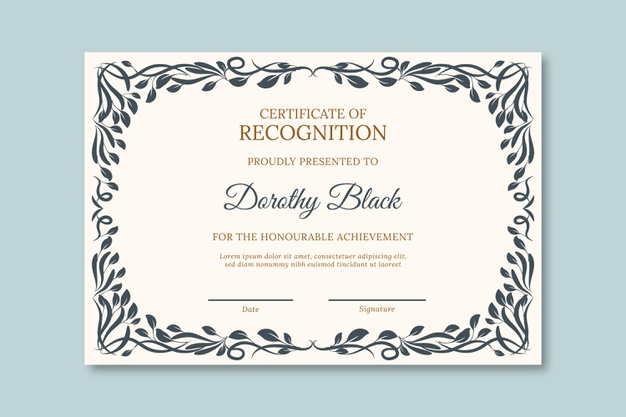 CERTIFICATE OF
RECOGNITION
PROUDLY PRESENTED TO
Dorothy Black
FOR THE HONOURABLE ACHIEVEMENT
Lorem ipsum dolor sit amet, consectetuer adipiscing elit,
sed diam nonummy nibh euismod tincidunt ut laoreet
Date
Signature